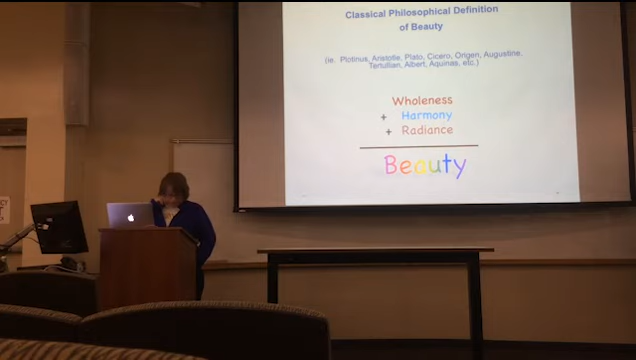 Classical Philosophical Definition
of Beauty
(ie. Plotinus, Aristotle, Plato, Cicero, Origen, Augustine.
Tertullian, Albert, Aquinas, etc.)
Wholeness
+ Harmony
+ Radiance
Beauty